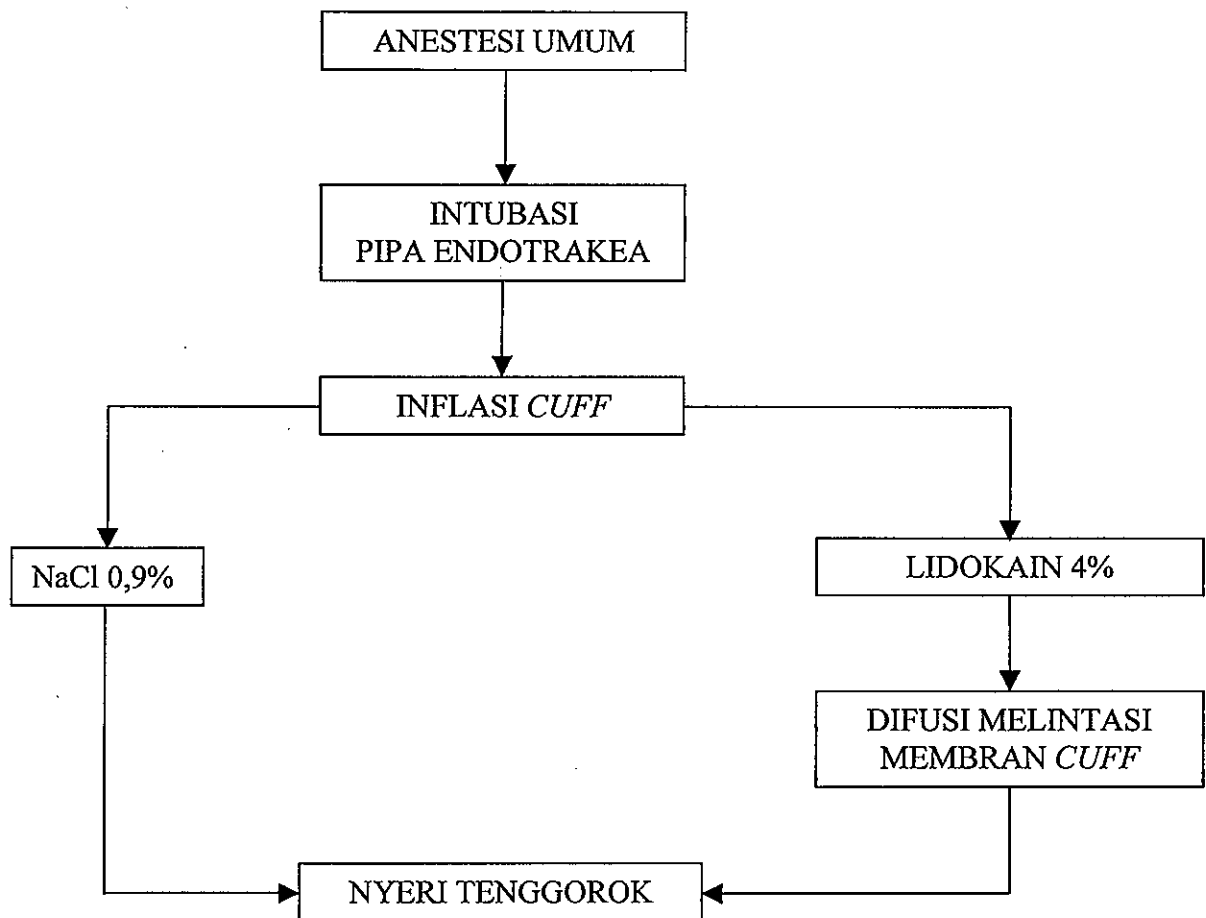 ANESTESI UMUM
INTUBASI
PIPA ENDOTRAKEA
INFLASI CUFF
NaCl 0,9%
LIDOKAIN 4%
DIFUSI MELINTASI
MEMBRAN CUFF
NYERI TENGGOROK